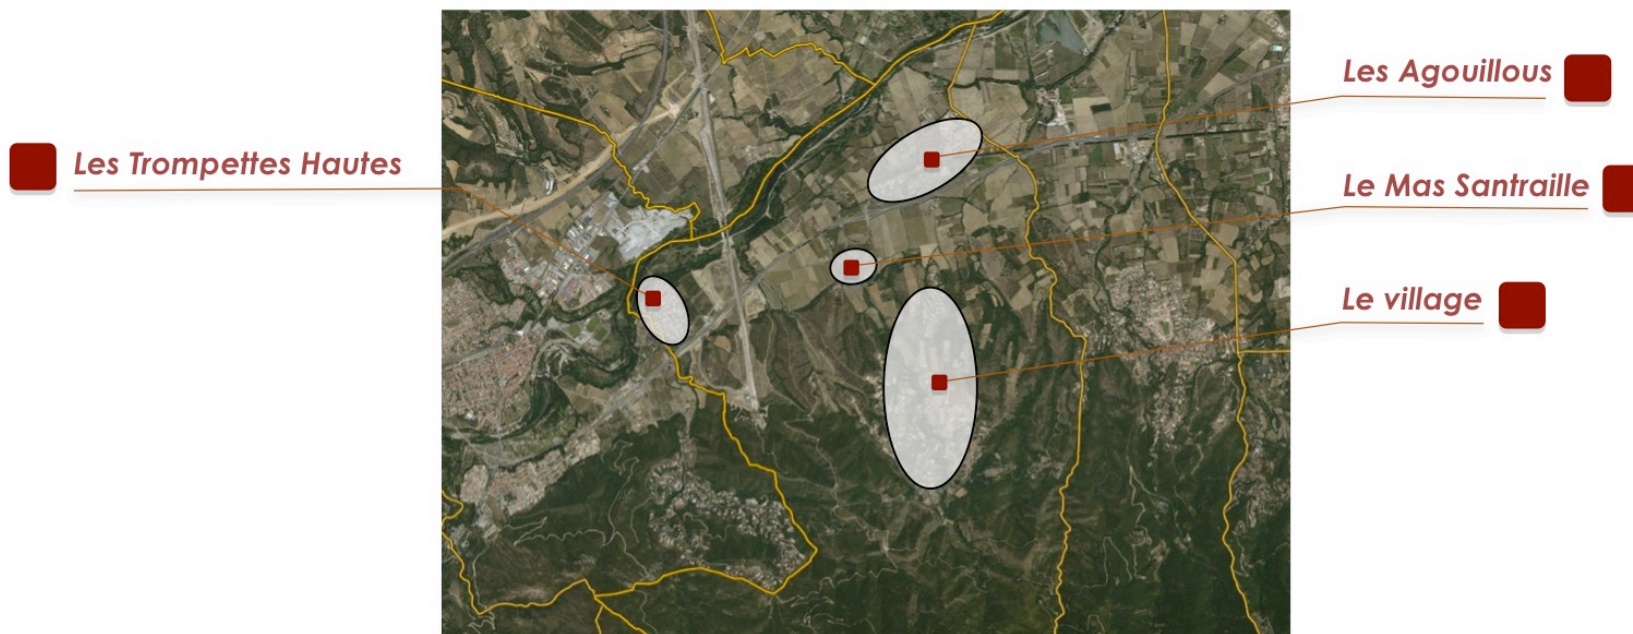 Les Agouillous
Les Trompettes Hautes
Le Mas Santraille
Le village